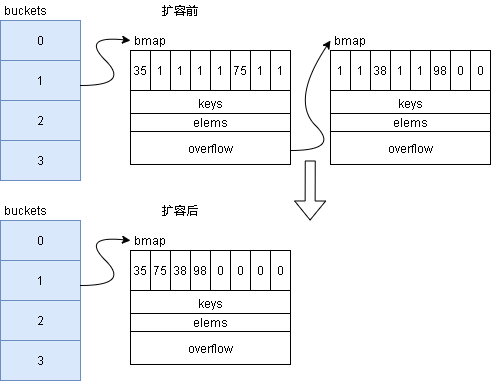 buckets
扩容前
0
1
2
3
bmap
35 1 1 1 1 75 1 1
keys
elems
overflow
bmap
1 1 38 1 1 98 0 0
keys
elems
overflow
buckets
扩容后
0
1
2
3
bmap
35 75 38 98 0 0 0 0
keys
elems
overflow